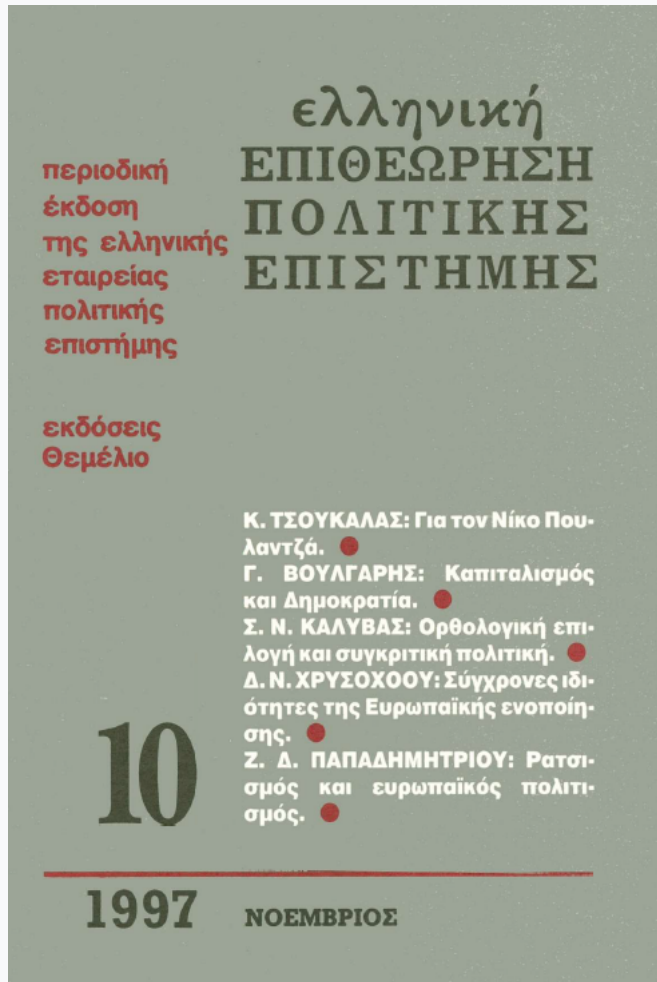 ελληνική
ΕΠΙΘΕΩΡΗΣΗ
ΠΟΛΙΤΙΚΗΣ
ΕΠΙΣΤΗΜΗΣ
περιοδική
έκδοση
της ελληνικής
εταιρείας
πολιτικής
επιστήμης
εκδόσεις
Θεμέλιο
Κ. ΤΣΟΥΚΑΛΑΣ: Για τον Νίκο Που-
λαντζά.
Γ. ΒΟΥΛΓΑΡΗΣ: Καπιταλισμός
και Δημοκρατία.
Σ. Ν. ΚΑΛΥΒΑΣ: Ορθολογική επι-
λογή και συγκριτική πολιτική.
Δ. Ν. ΧΡΥΣΟΧΟΟΥ: Σύγχρονες ιδι-
ότητες της Ευρωπαϊκής ενοποίη-
σης.
Ζ. Δ. ΠΑΠΑΔΗΜΗΤΡΙΟΥ: Ρατσι-
σμός και ευρωπαϊκός πολιτι-
σμός.
10
1997 ΝΟΕΜΒΡΙΟΣ